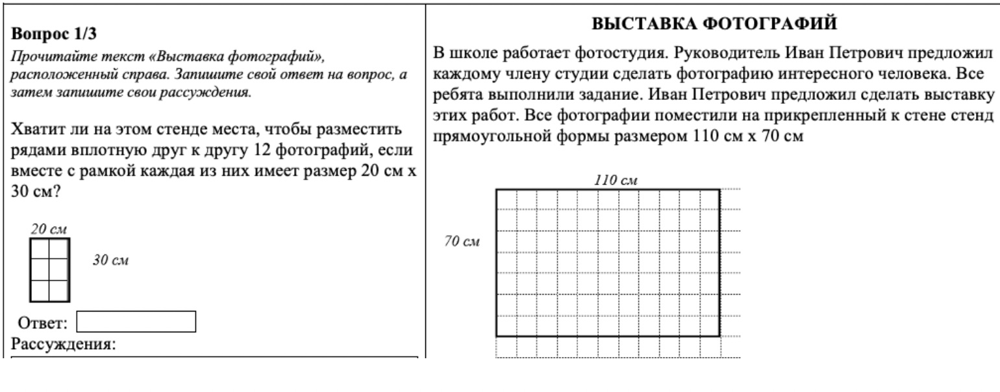 Вопрос 1/3
Прочитайте текст «Выставка фотографий»,
расположенный справа. Запишите свой ответ на вопрос, а
затем запишите свои рассуждения.
Хватит ли на этом стенде места, чтобы разместить
рядами вплотную друг к другу 12 фотографий, если
вместе с рамкой каждая из них имеет размер 20 см х
30 см?
20 см
30 см
Ответ:
Рассуждения:
ВЫСТАВКА ФОТОГРАФИЙ
В школе работает фотостудия. Руководитель Иван Петрович предложил
каждому члену студии сделать фотографию интересного человека. Все
ребята выполнили задание. Иван Петрович предложил сделать выставку
этих работ. Все фотографии поместили на прикрепленный к стене стенд
прямоугольной формы размером 110 см х 70 см
110 см
70 см